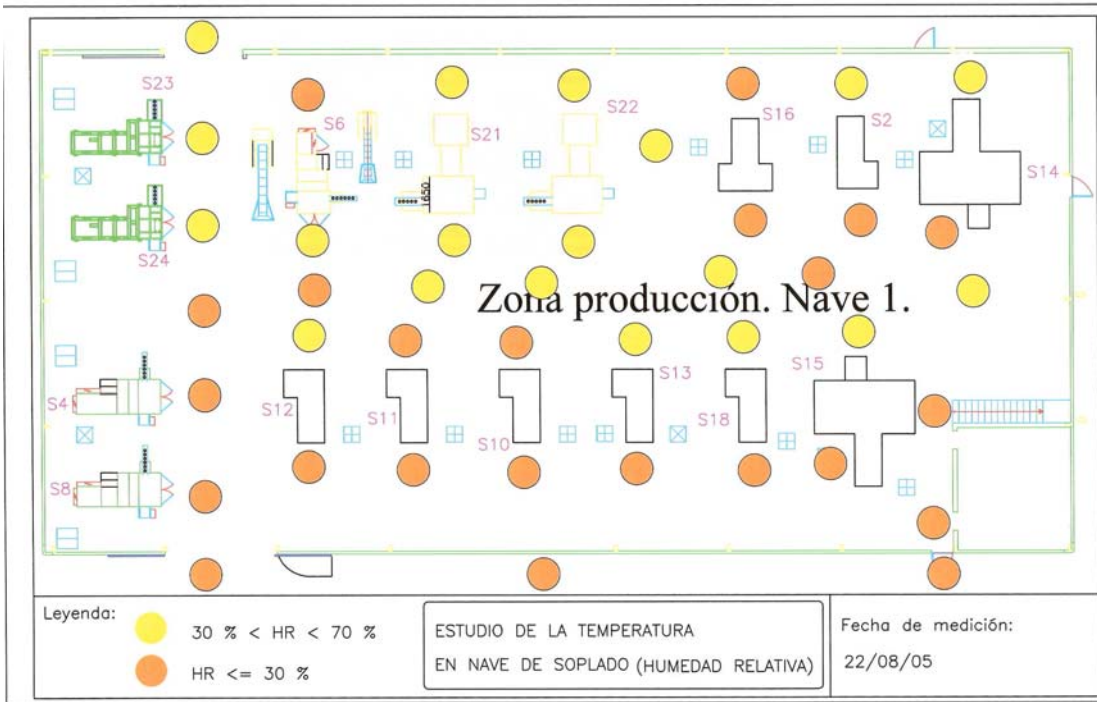 S23
S6
S21
S22
S16
S2
S14
1650
S24
Zona producción. Nave 1.
S4
S12
S11
S10
S13
S18
S15
S8
Leyenda:
30 % < HR < 70 %
HR <= 30 %
ESTUDIO DE LA TEMPERATURA
EN NAVE DE SOPLADO (HUMEDAD RELATIVA)
Fecha de medición:
22/08/05